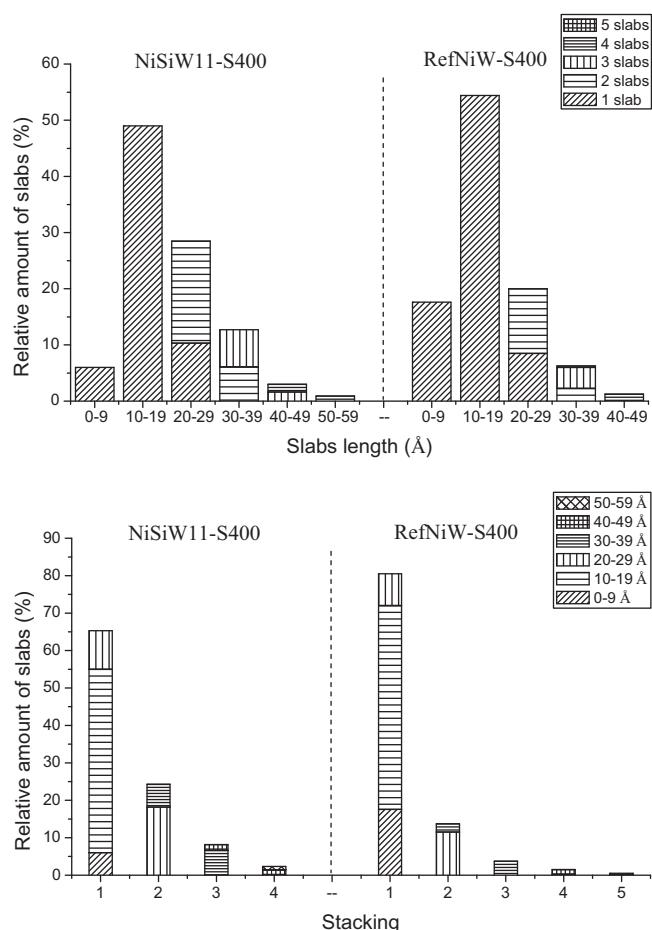 5 slabs
4 slabs
3 slabs
2 slabs
1 slab
NiSiW11-S400
RefNiW-S400
60
50
40
30
20
10
0
Relative amount of slabs (%)
0-9 10-19 20-29 30-39 40-49 50-59 -- 0-9 10-19 20-29 30-39 40-49
Slabs length (Å)
50-59 Å
40-49 Å
30-39 Å
20-29 Å
10-19 Å
0-9 Å
NiSiW11-S400
RefNiW-S400
90
80
70
60
50
40
30
20
10
0
Relative amount of slabs (%)
1 2 3 4 -- 1 2 3 4 5
Stacking